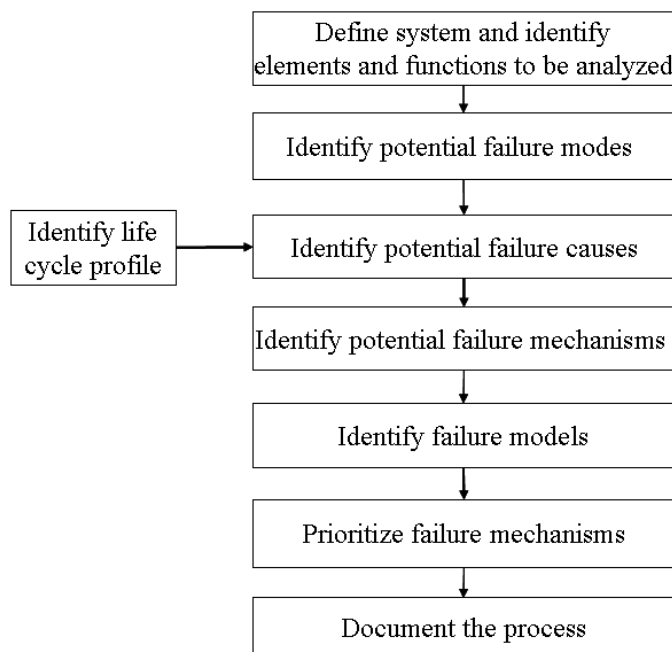 Define system and identify
elements and functions to be analyzed
Identify potential failure modes
Identify life
cycle profile
Identify potential failure causes
Identify potential failure mechanisms
Identify failure models
Prioritize failure mechanisms
Document the process